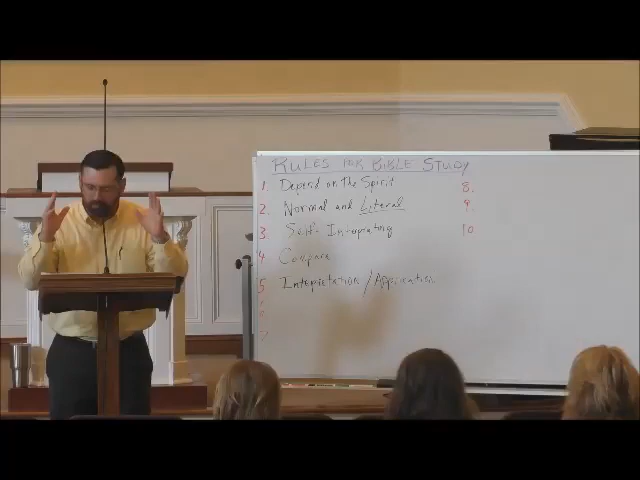 RULES FOR BIBLE STUDY
1. Depend on the Spirit
2. Normal and Literal
3. Self-Interpreting
4. Compare
5 Interpretation / Application
8.
9.
10